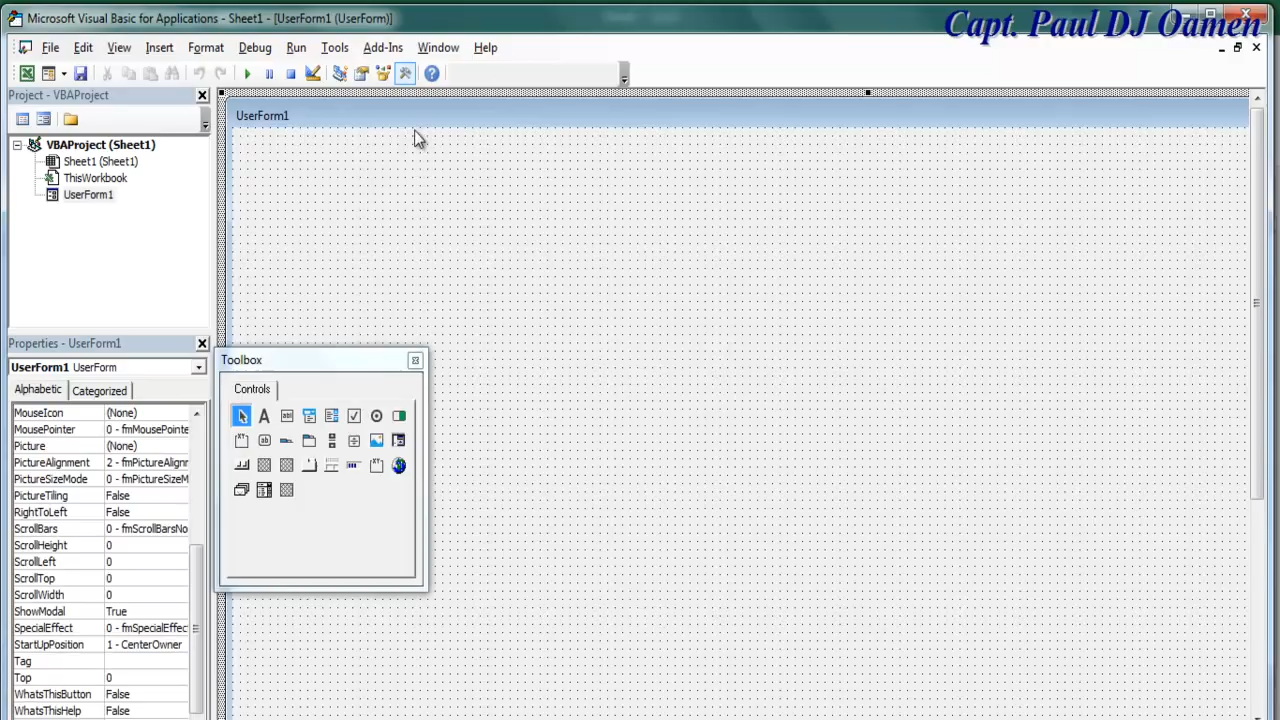 Microsoft Visual Basic for Applications - Sheet1 - [UserForm1 (UserForm)]
Capt. Paul DJ Oamen
File Edit View Insert Format Debug Run Tools Add-Ins Window Help
Project - VBAProject
UserForm1
VBAProject (Sheet1)
Sheet1 (Sheet1)
ThisWorkbook
UserForm1
Properties - UserForm1
UserForm1 UserForm
Alphabetic Categorized
MouseIcon (None)
MousePointer 0 - fmMousePointe
Picture (None)
PictureAlignment 2 - fmPictureAlignr
PictureSizeMode 0 - fmPictureSizeM
PictureTiling False
RightToLeft False
ScrollBars 0 - fmScrollBarsNo
ScrollHeight 0
ScrollLeft 0
ScrollTop 0
ScrollWidth 0
ShowModal True
SpecialEffect 0 - fmSpecialEffec
StartUpPosition 1 - CenterOwner
Tag
Top 0
WhatsThisButton False
WhatsThisHelp False
Toolbox
Controls